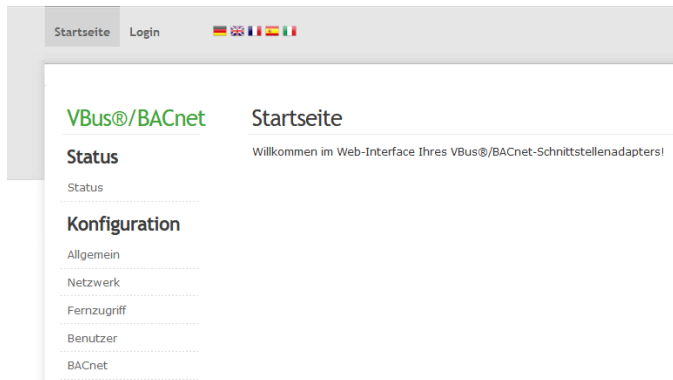 Startseite Login
VBus®/BACnet
Startseite
Status
Willkommen im Web-Interface Ihres VBus®/BACnet-Schnittstellenadapters!
Status
Konfiguration
Allgemein
Netzwerk
Fernzugriff
Benutzer
BACnet